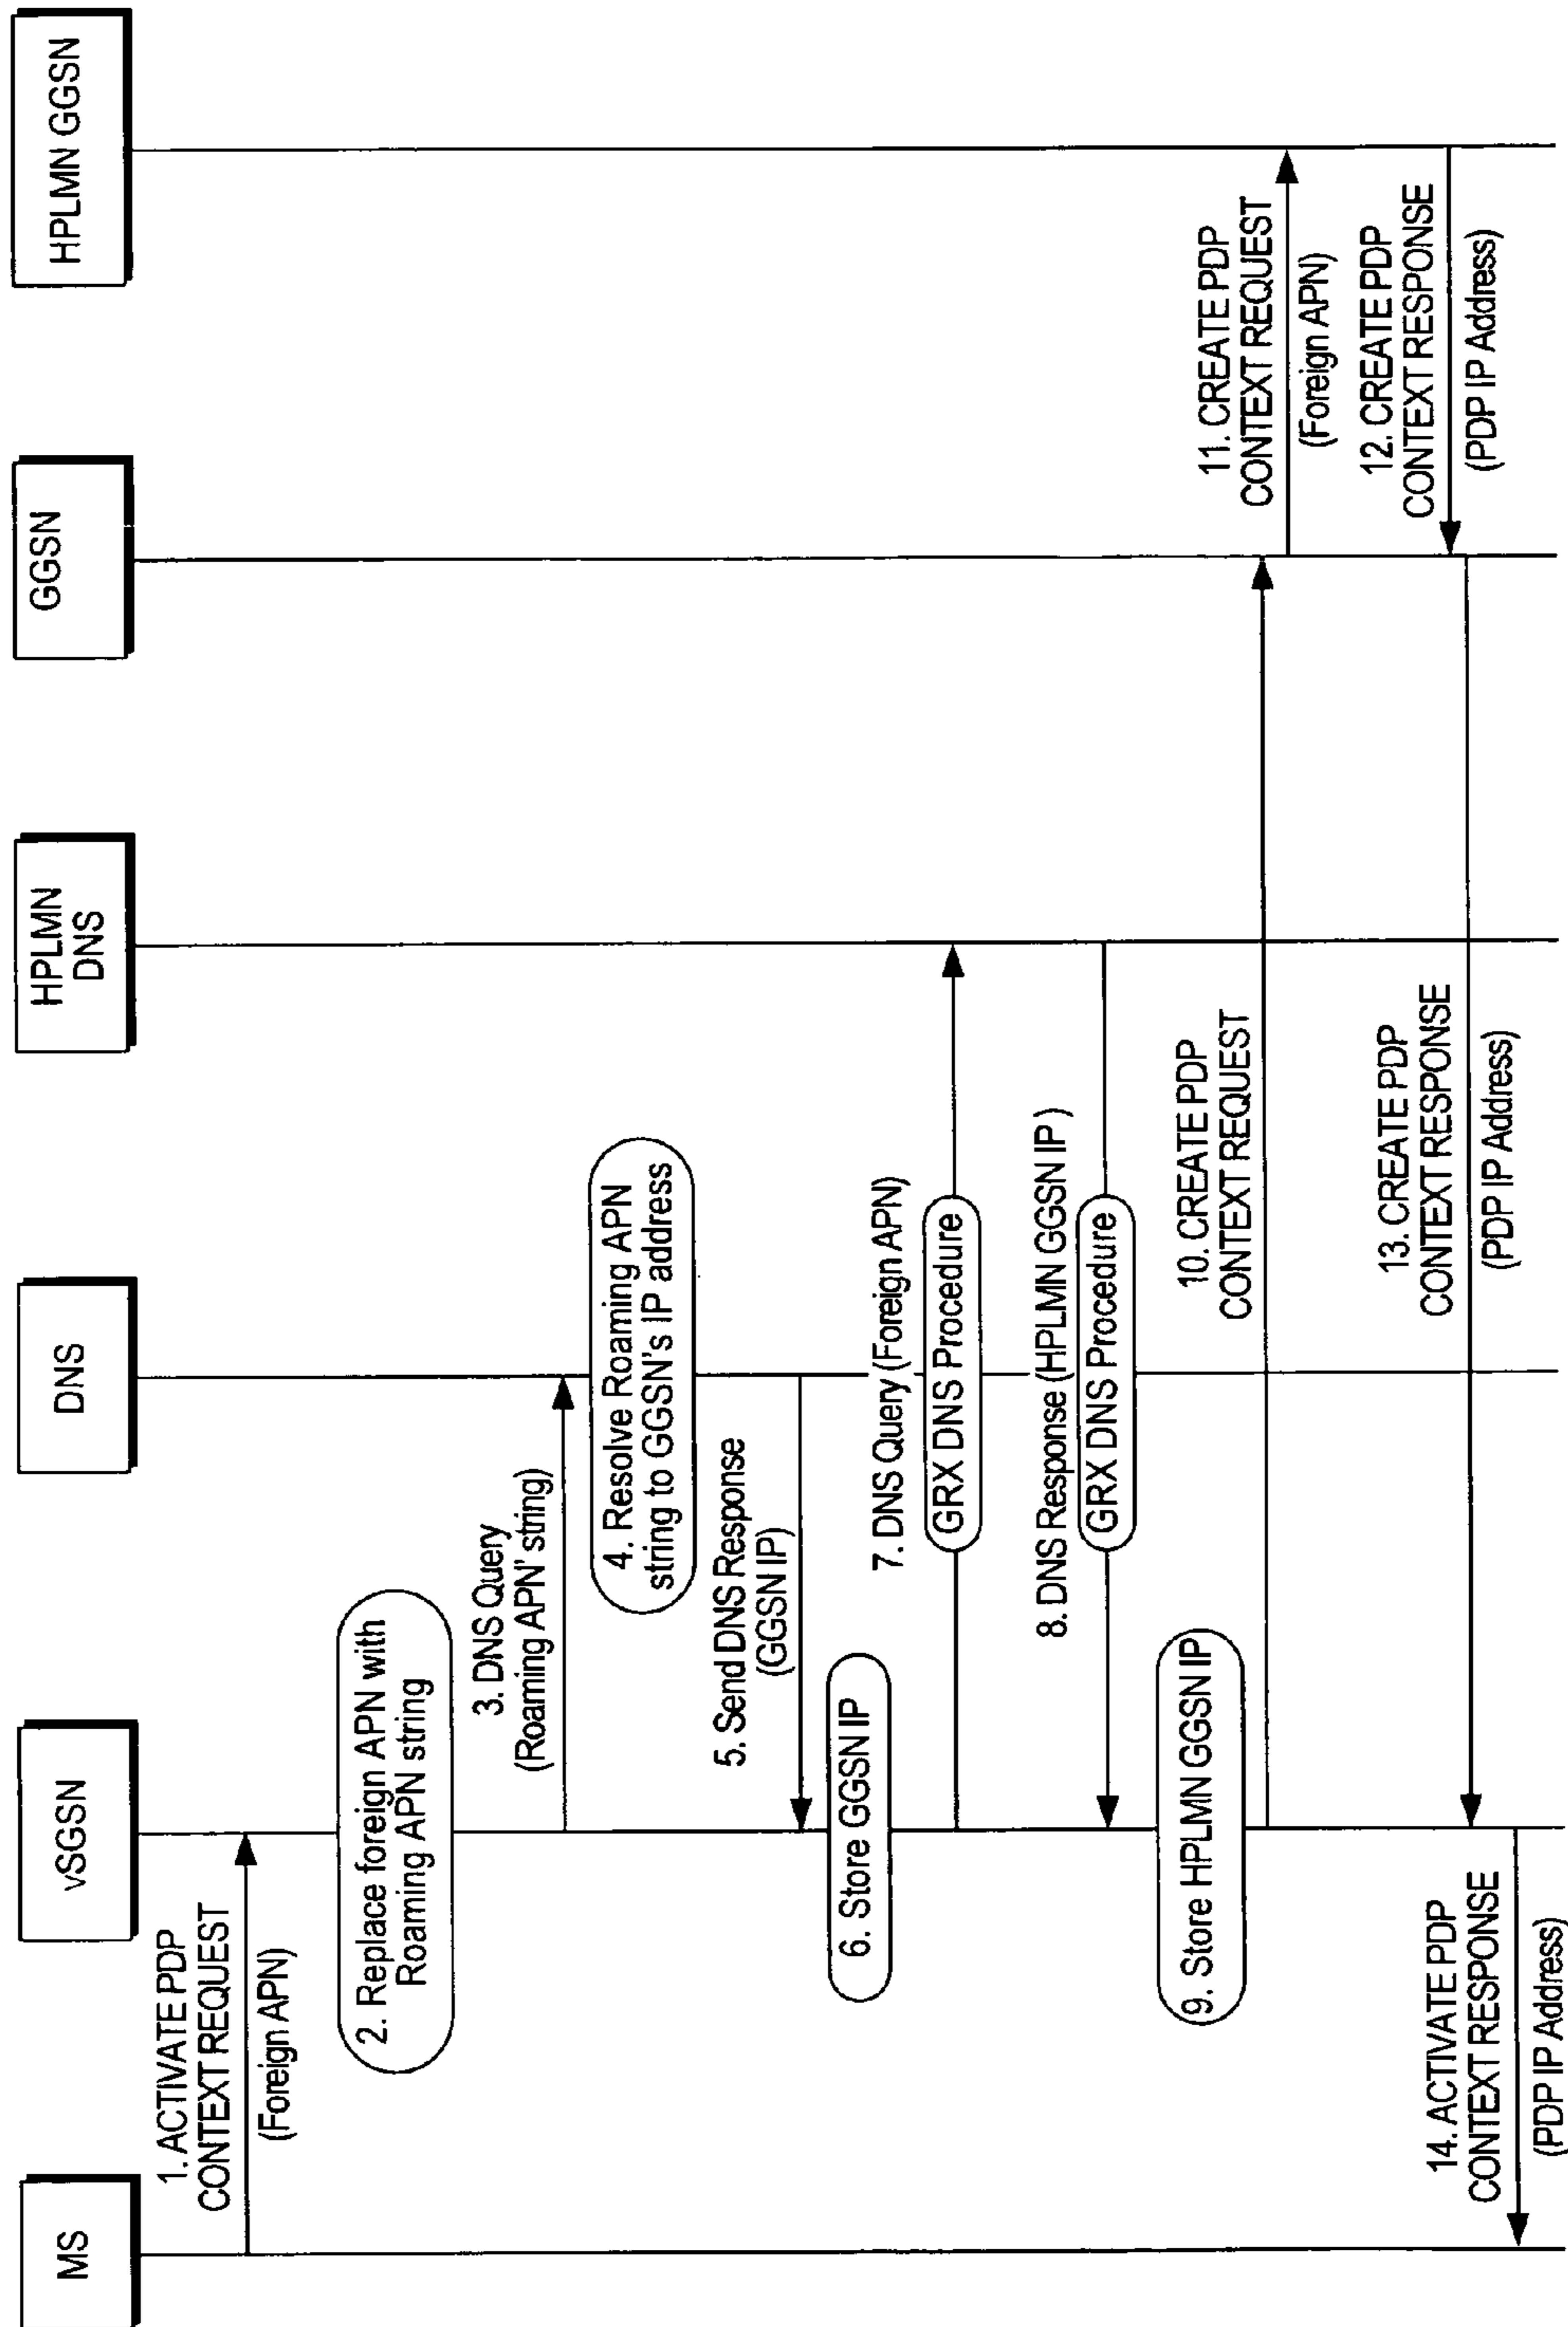 MS
vSGSN
DNS
HPLMN
DNS
GGSN
HPLMN GGSN
1. ACTIVATE PDP
CONTEXT REQUEST
(Foreign APN)
2. Replace foreign APN with
Roaming APN string
3. DNS Query
(Roaming APN' string)
4. Resolve Roaming APN
string to GGSN's IP address
5. Send DNS Response
(GGSN IP)
6. Store GGSN IP
7. DNS Query (Foreign APN)
GRX DNS Procedure
8. DNS Response (HPLMN GGSN IP )
GRX DNS Procedure
9. Store HPLMN GGSN IP
10. CREATE PDP
CONTEXT REQUEST
11. CREATE PDP
CONTEXT REQUEST
(Foreign APN)
12. CREATE PDP
CONTEXT RESPONSE
(PDP IP Address)
13. CREATE PDP
CONTEXT RESPONSE
(PDP IP Address)
14. ACTIVATE PDP
CONTEXT RESPONSE
(PDP IP Address)